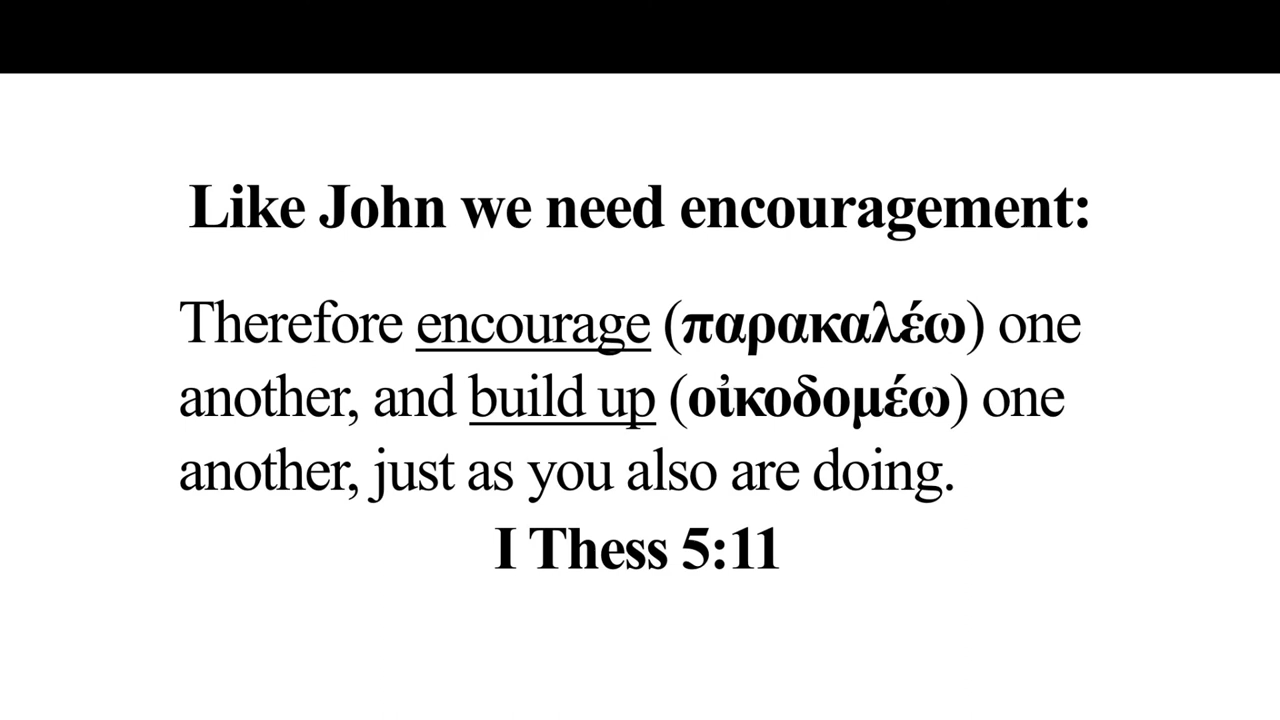 Like John we need encouragement:
Therefore encourage (παρακαλέω) one
another, and build up (οἰκοδομέω) one
another, just as you also are doing.
I Thess 5:11